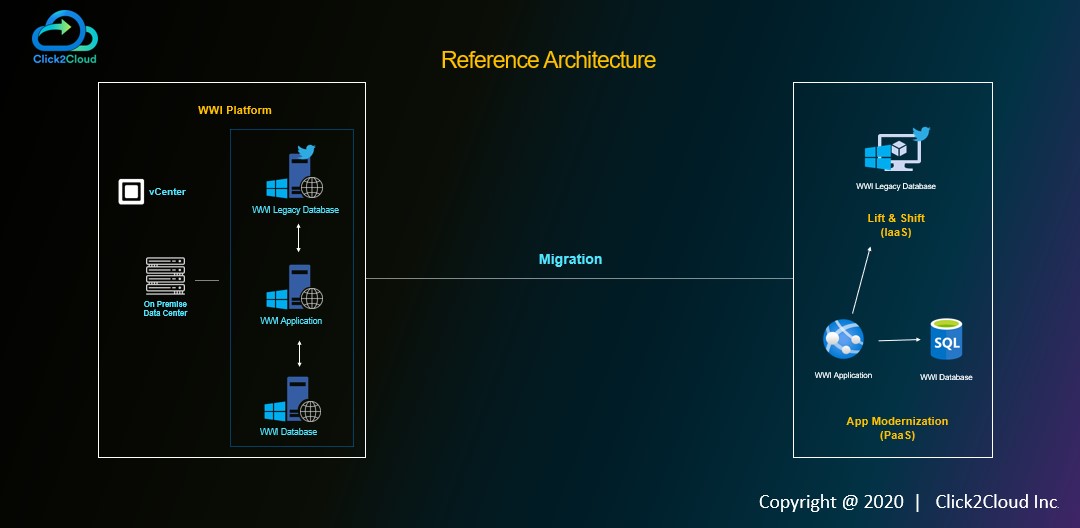 Click2Cloud
Reference Architecture
WWI Platform
vCenter
WWI Legacy Database
On Premise
Data Center
WWI Application
WWI Database
Migration
WWI Legacy Database
Lift & Shift
(IaaS)
SQL
WWI Application
WWI Database
App Modernization
(PaaS)
Copyright @ 2020 | Click2Cloud Inc.